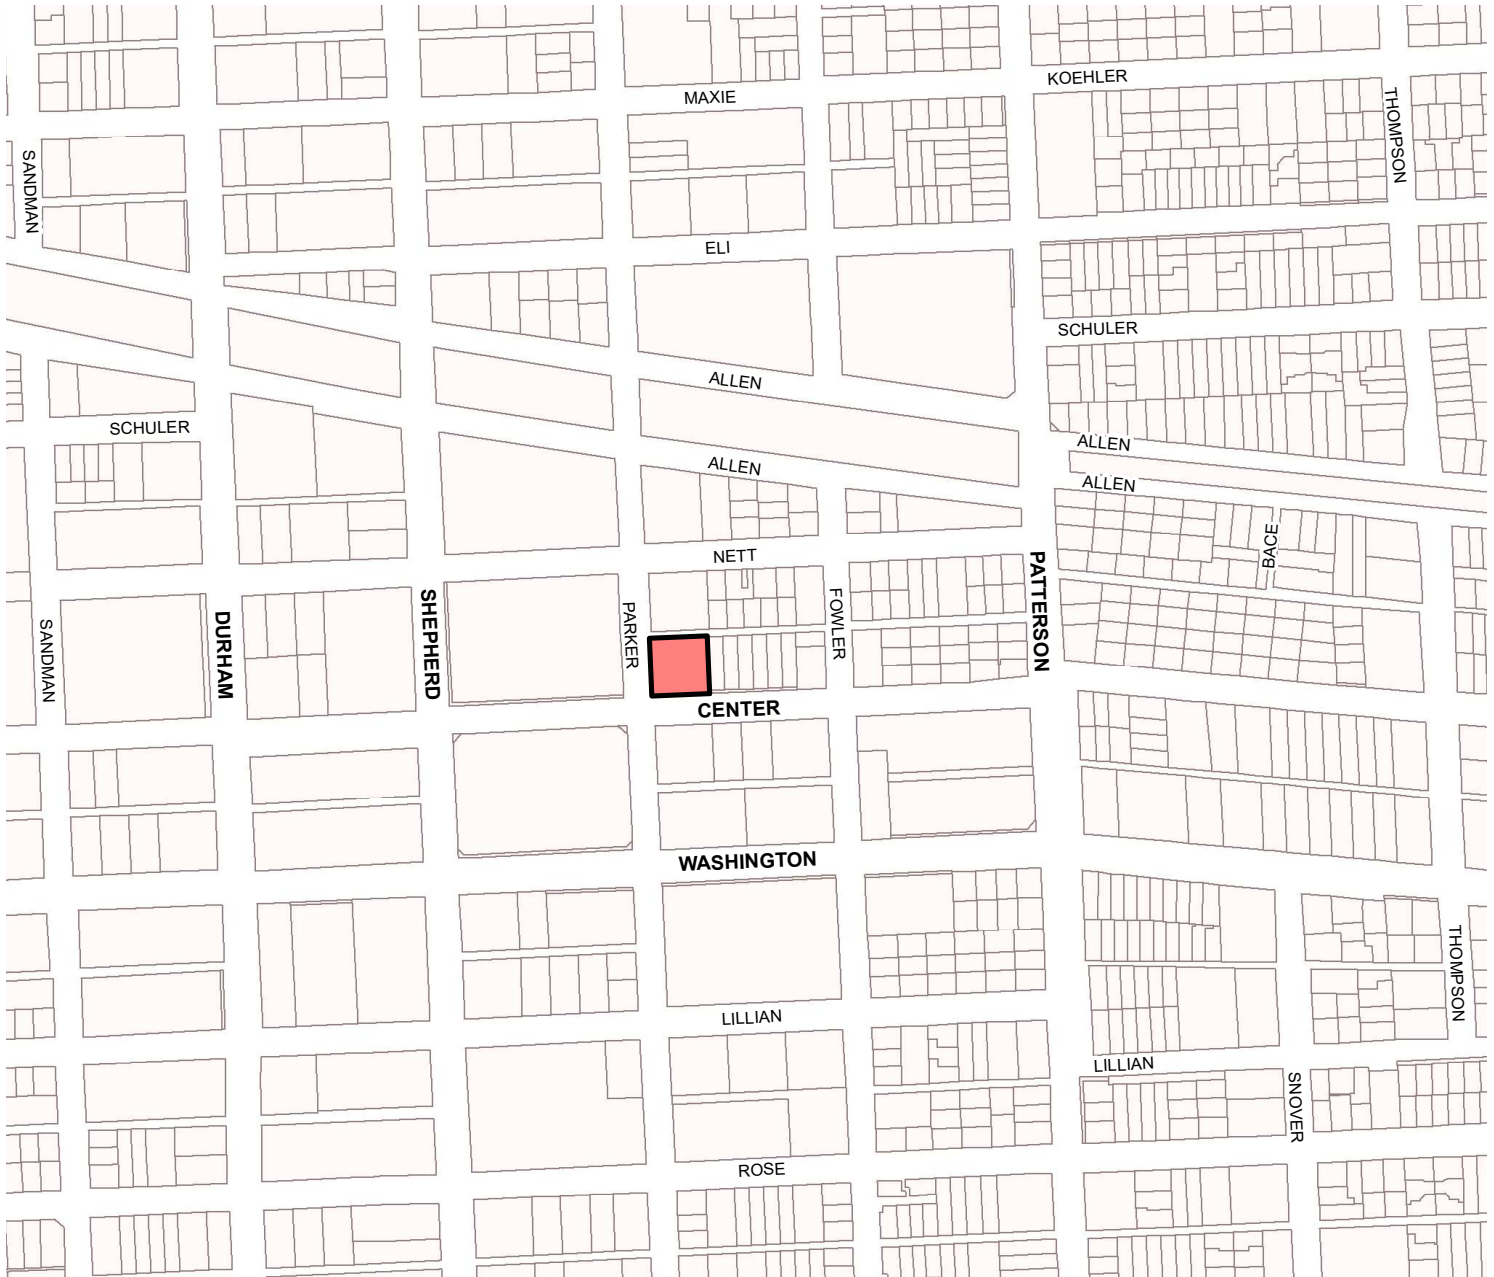 KOEHLER
MAXIE
THOMPSON
SANDMAN
ELI
SCHULER
ALLEN
SCHULER
ALLEN
ALLEN
ALLEN
BACE
NETT
PATTERSON
SHEPHERD
FOWLER
PARKER
DURHAM
SANDMAN
CENTER
WASHINGTON
THOMPSON
LILLIAN
LILLIAN
SNOVER
ROSE